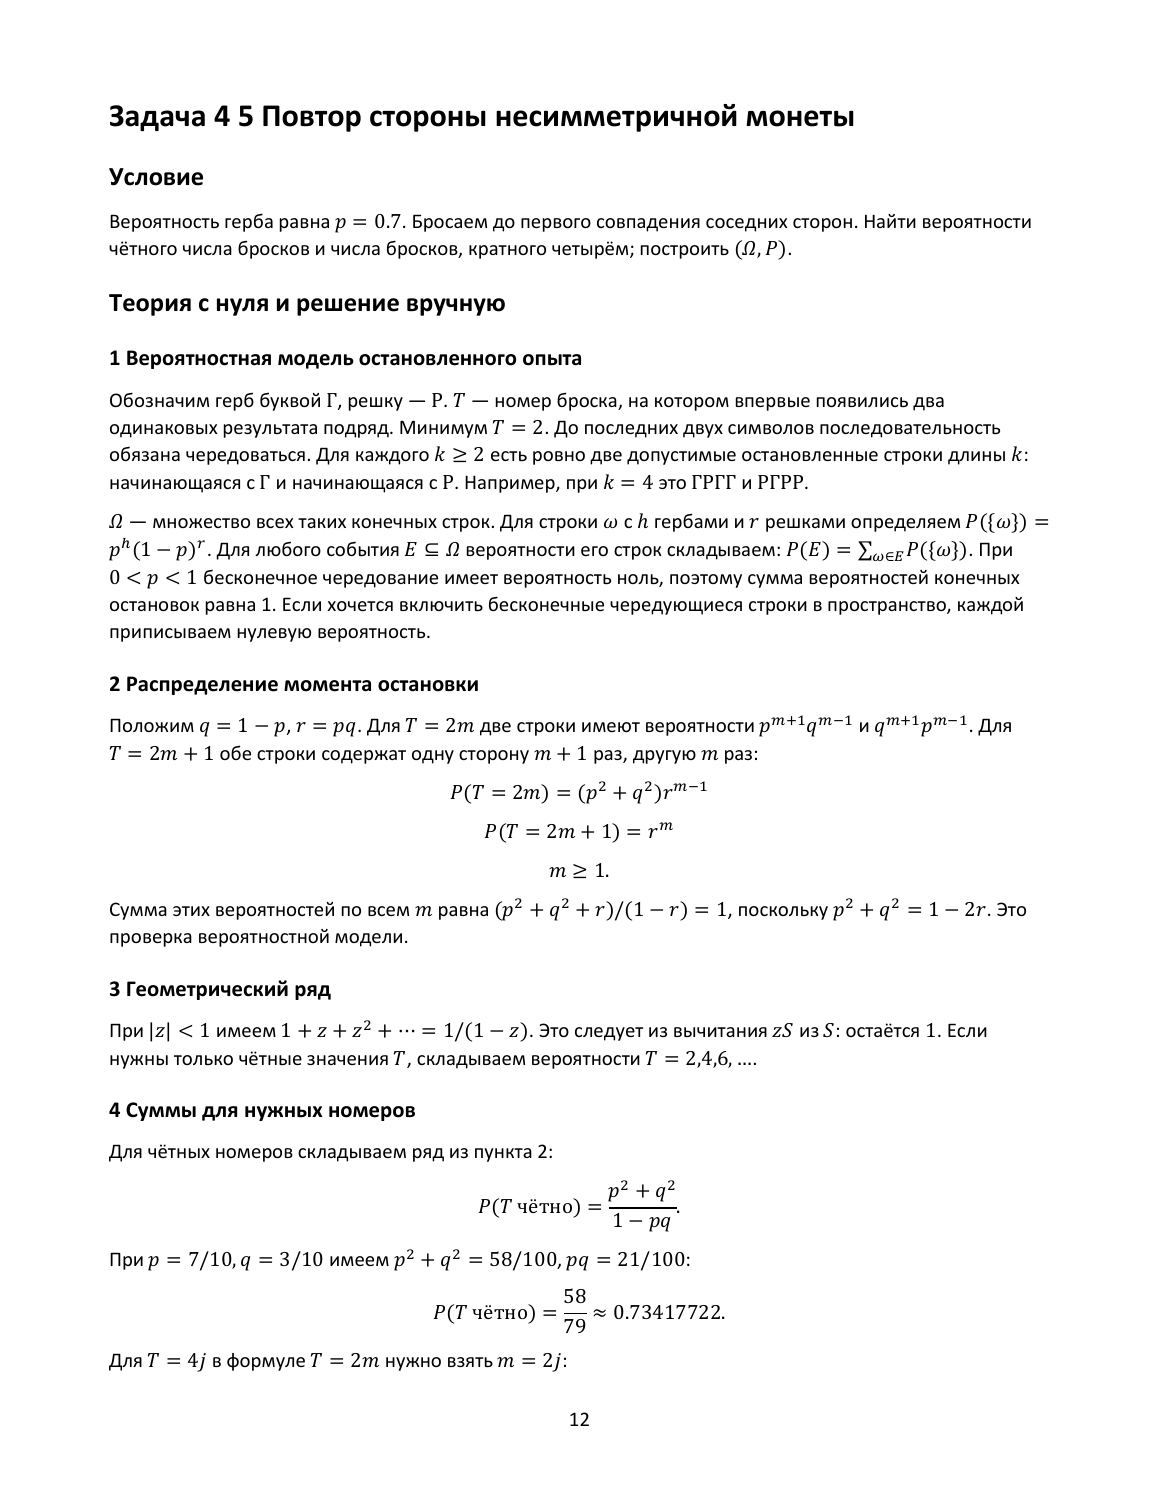 Задача 4 5 Повтор стороны несимметричной монеты
Условие
Вероятность герба равна p = 0.7. Бросаем до первого совпадения соседних сторон. Найти вероятности
чётного числа бросков и числа бросков, кратного четырём; построить (Ω, P).
Теория с нуля и решение вручную
1 Вероятностная модель остановленного опыта
Обозначим герб буквой Г, решку — Р. T — номер броска, на котором впервые появились два
одинаковых результата подряд. Минимум T = 2. До последних двух символов последовательность
обязана чередоваться. Для каждого k ≥ 2 есть ровно две допустимые остановленные строки длины k:
начинающаяся с Г и начинающаяся с Р. Например, при k = 4 это ГРГГ и РГРР.
Ω — множество всех таких конечных строк. Для строки ω с h гербами и r решками определяем P({ω}) =
p^h(1 − p)^r. Для любого события E ⊆ Ω вероятности его строк складываем: P(E) = ∑_{ω∈E} P({ω}). При
0 < p < 1 бесконечное чередование имеет вероятность ноль, поэтому сумма вероятностей конечных
остановок равна 1. Если хочется включить бесконечные чередующиеся строки в пространство, каждой
приписываем нулевую вероятность.
2 Распределение момента остановки
Положим q = 1 − p, r = pq. Для T = 2m две строки имеют вероятности p^{m+1}q^{m−1} и q^{m+1}p^{m−1}. Для
T = 2m + 1 обе строки содержат одну сторону m + 1 раз, другую m раз:
P(T = 2m) = (p² + q²)r^{m−1}
P(T = 2m + 1) = r^m
m ≥ 1.
Сумма этих вероятностей по всем m равна (p² + q² + r)/(1 − r) = 1, поскольку p² + q² = 1 − 2r. Это
проверка вероятностной модели.
3 Геометрический ряд
При |z| < 1 имеем 1 + z + z² + ⋯ = 1/(1 − z). Это следует из вычитания zS из S: остаётся 1. Если
нужны только чётные значения T, складываем вероятности T = 2,4,6, ….
4 Суммы для нужных номеров
Для чётных номеров складываем ряд из пункта 2:
P(T чётно) = (p² + q²)/(1 − pq).
При p = 7/10, q = 3/10 имеем p² + q² = 58/100, pq = 21/100:
P(T чётно) = 58/79 ≈ 0.73417722.
Для T = 4j в формуле T = 2m нужно взять m = 2j:
12